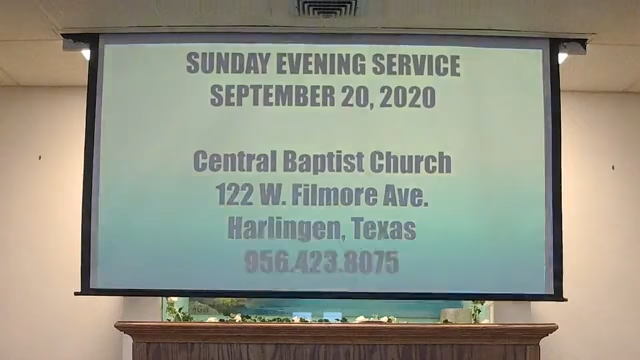 SUNDAY EVENING SERVICE
SEPTEMBER 20, 2020
Central Baptist Church
122 W. Filmore Ave.
Harlingen, Texas
956.423.8075